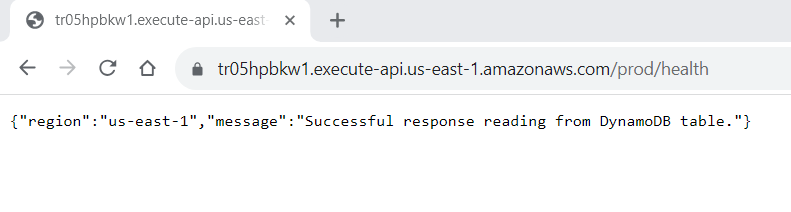 tr05hpbkw1.execute-api.us-east-
tr05hpbkw1.execute-api.us-east-1.amazonaws.com/prod/health
{"region":"us-east-1","message":"Successful response reading from DynamoDB table."}